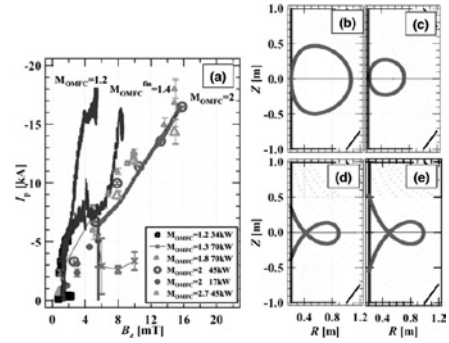 (a)
M_OMFC=1.2
M_OMFC^fin=1.4
M_OMFC=2
-20
-15
-10
-5
0
I_p [kA]
0 4 8 12 16 20
[mT]
M_OMFC=1.2 34kW
M_OMFC=1.3 70kW
M_OMFC=1.8 70kW
M_OMFC=2 45kW
M_OMFC=2 17kW
M_OMFC=2.7 45kW
(b) (c)
1.0
0.5
0.0
-0.5
-1.0
Z [m]
(d) (e)
1.0
0.5
0.0
-0.5
-1.0
Z [m]
0.4 0.8 1.2 0.4 0.8 1.2
R [m] R [m]